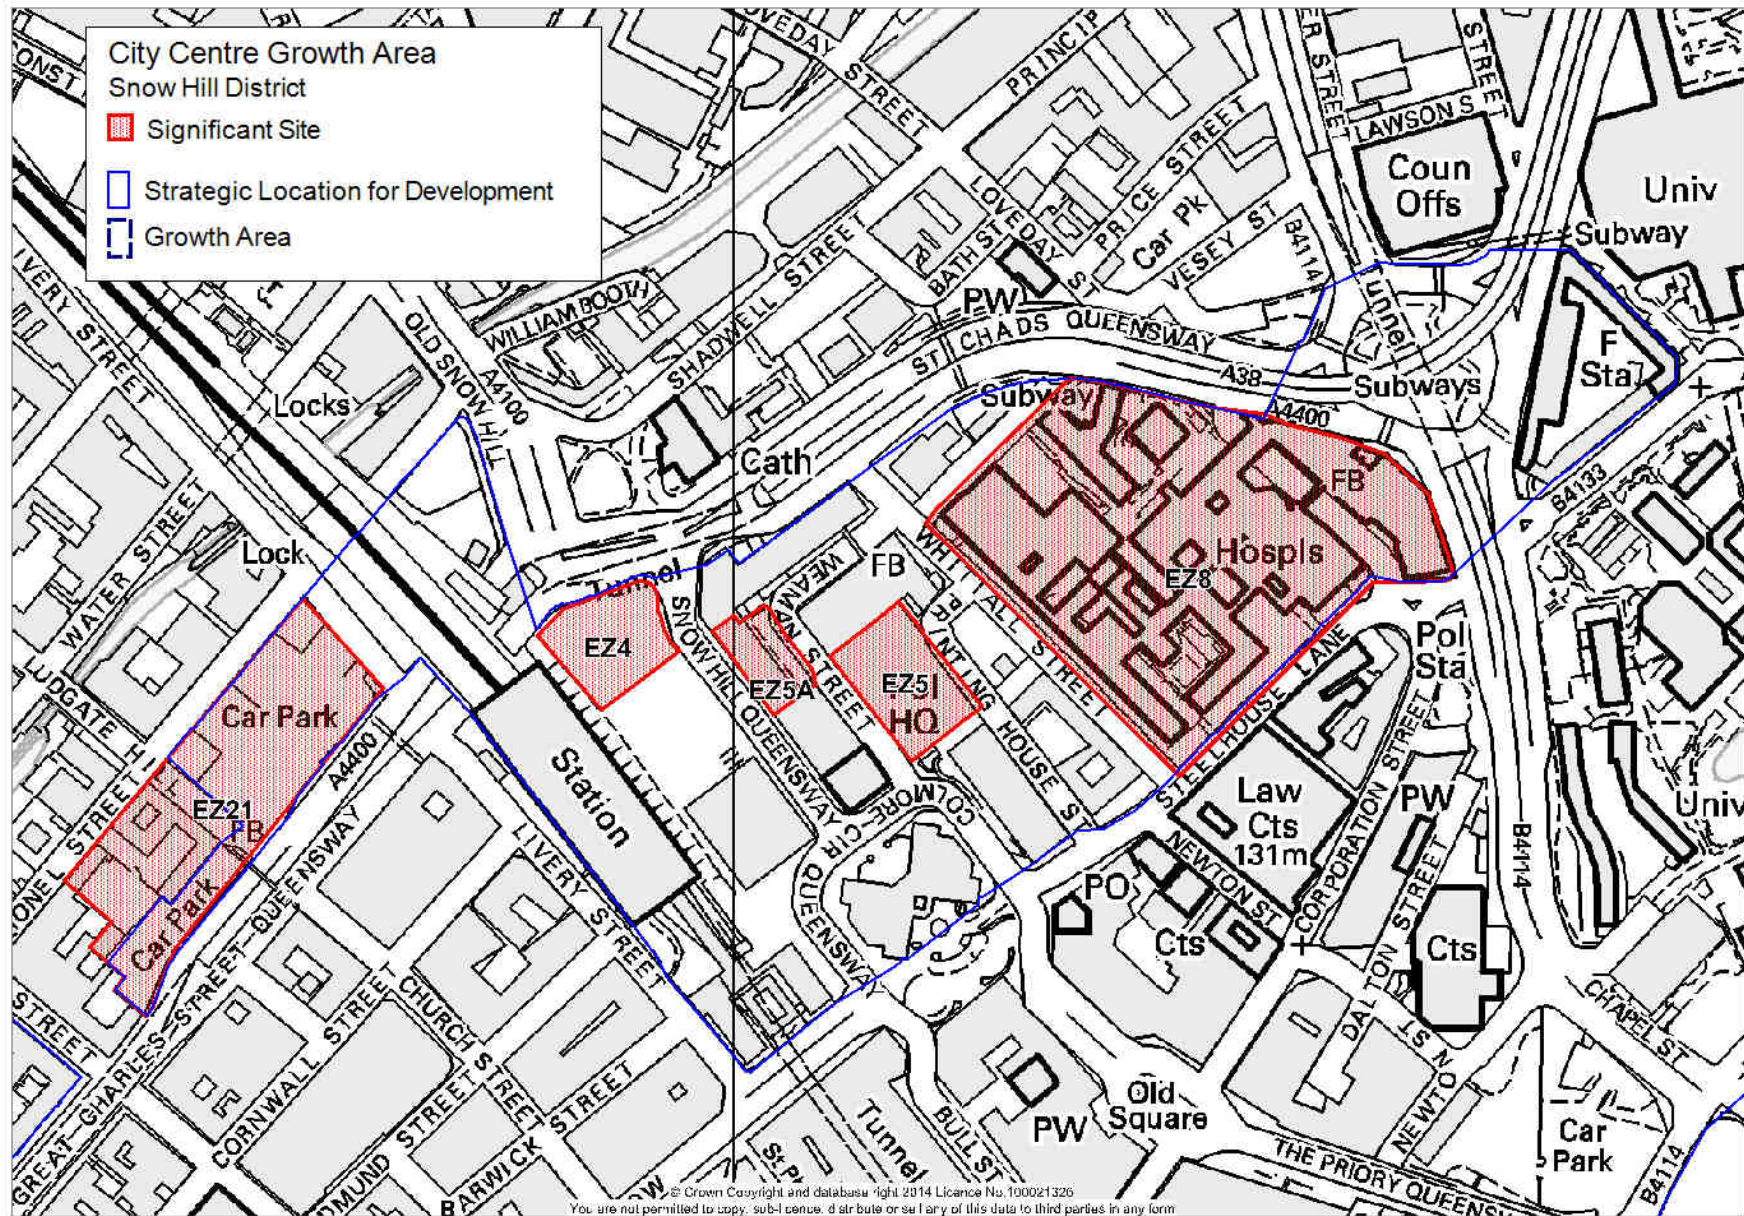 City Centre Growth Area
Snow Hill District
Significant Site
Strategic Location for Development
Growth Area
LOVEDAY STREET
PRINCIP
STREET
LAWSON S
Coun
Offs
Univ
Subway
PRICE STREET
LOVEDAY ST
Car Pk
VESEY ST
B4114
BATH ST
PW
Tunnel
LIVERY STREET
WILLIAM BOOTH
OLD SNOW HILL
A4100
SHADWELL STREET
ST CHADS QUEENSWAY
A38
Subways
A4400
F
Sta
Locks
Subway
Cath
FB
B4133
WATER STREET
Lock
Tunnel
WEAMN STREET
FB
WHITTALL STREET
Hospls
EZ8
EZ4
SNOW HILL QUEENSWAY
PRINTING HOUSE S
STEELHOUSE LANE
Pol
Sta
LUDGATE H
Car Park
A4400
EZ5A
EZ5
HQ
CORPORATION STREET
Station
COLMORE CIR QUEENSWAY
Law
Cts
131m
PW
Univ
EZ21
FB
LIONEL STREET
Car Park
GREAT CHARLES STREET QUEENSWAY
LIVERY STREET
NEWTON ST
PO
Cts
DALTON STREET
Cts
B4114
CHURCH STREET
CORNWALL STREET
STREET
CHAPEL ST
EDMUND STREET
BARWICK STREET
Tunnel
BULL ST
PW
Old
Square
NEWTON ST
Car
Park
THE PRIORY QUEENSW
B4114
© Crown Copyright and database right 2014 Licence No.100021326
You are not permitted to copy, sub-licence, distribute or sell any of this data to third parties in any form